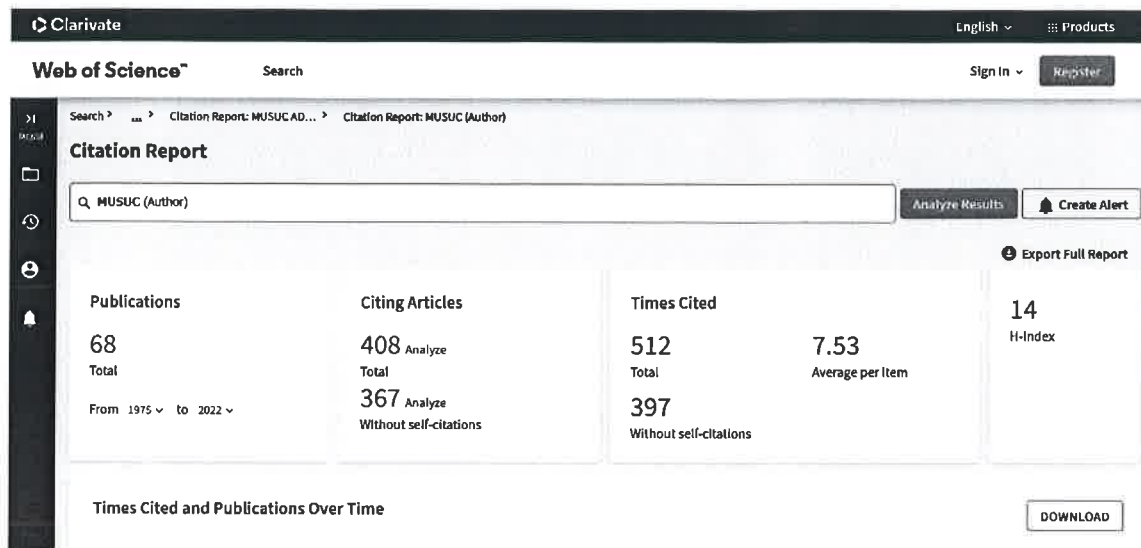 Clarivate
English
Products
Web of Science™
Search
Sign In
Register
MENU
Search > ... > Citation Report: MUSUC AD... > Citation Report: MUSUC (Author)
Citation Report
MUSUC (Author)
Analyze Results
Create Alert
Export Full Report
Publications
68
Total
From 1975 to 2022
Citing Articles
408 Analyze
Total
367 Analyze
Without self-citations
Times Cited
512
Total
7.53
Average per Item
397
Without self-citations
14
H-Index
Times Cited and Publications Over Time
DOWNLOAD